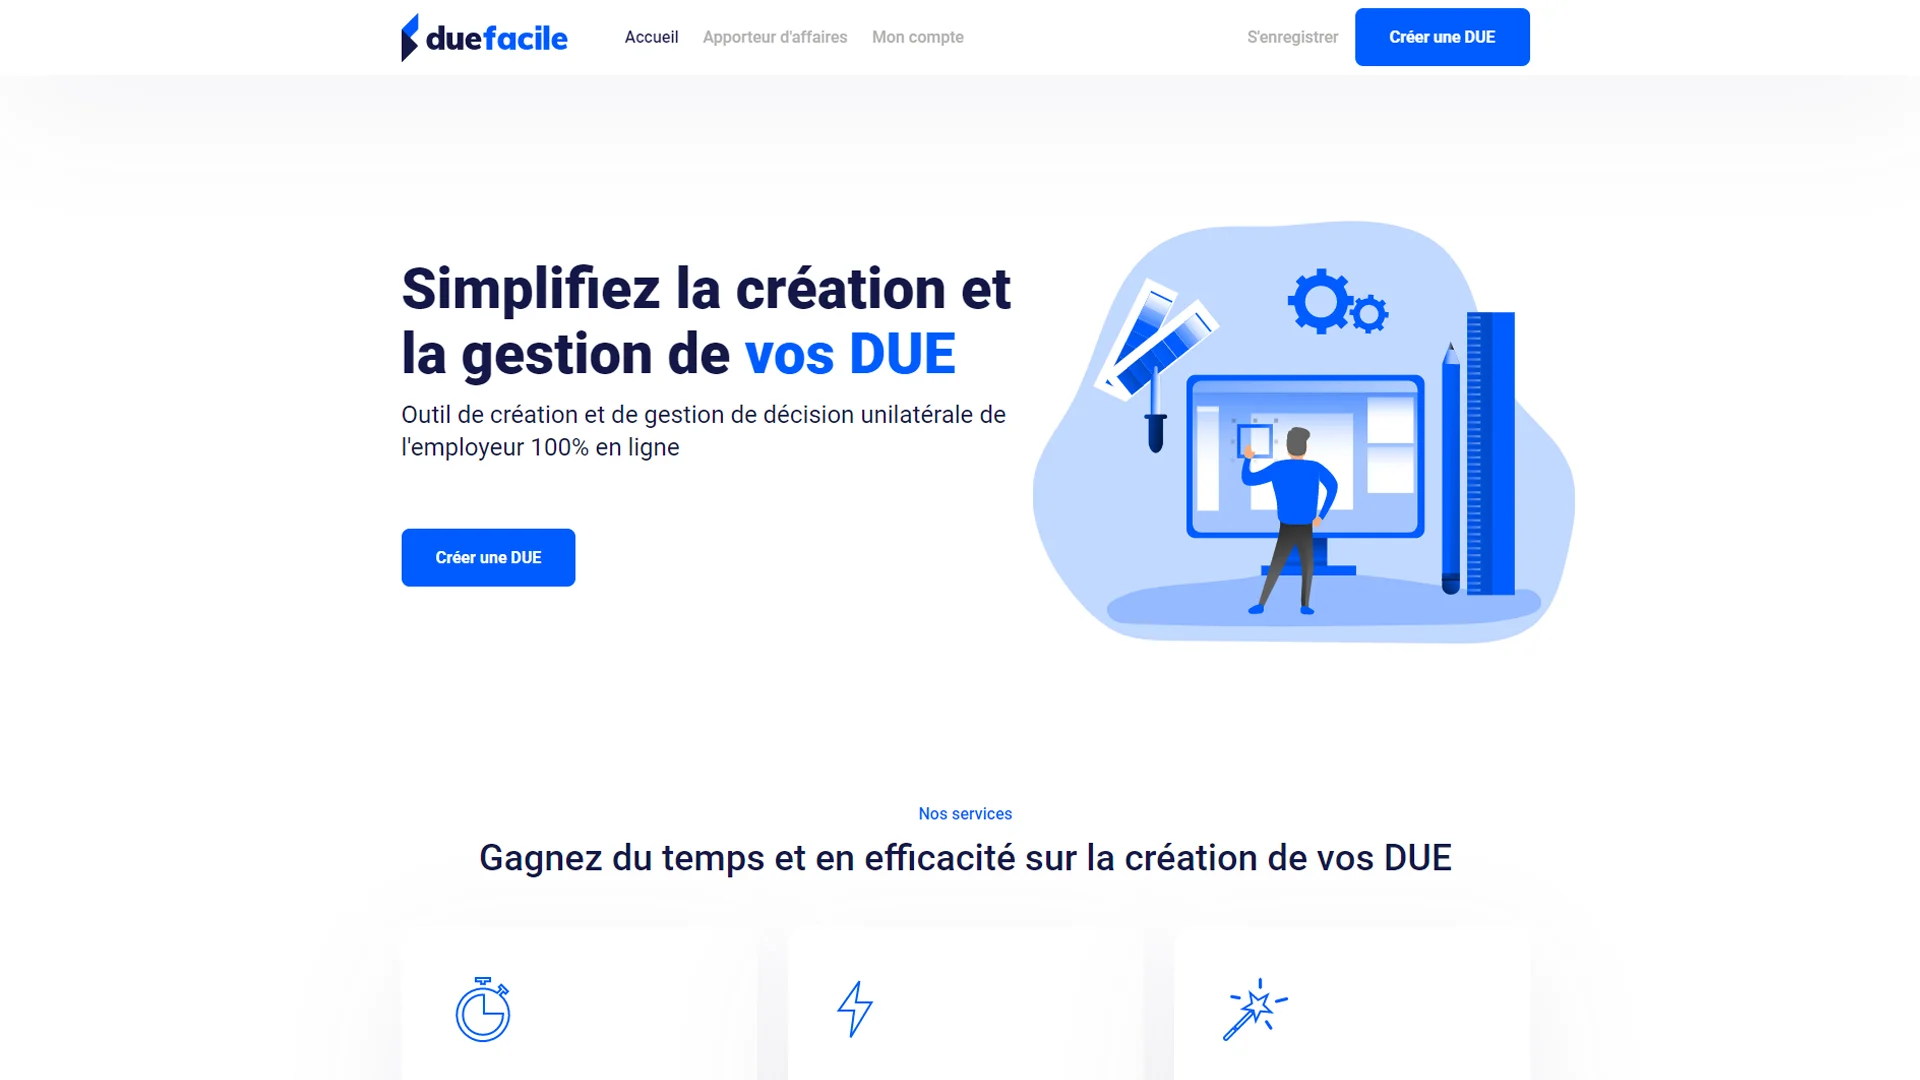 duefacile
Accueil
Apporteur d'affaires
Mon compte
S'enregistrer
Créer une DUE
Simplifiez la création et
la gestion de vos DUE
Outil de création et de gestion de décision unilatérale de
l'employeur 100% en ligne
Créer une DUE
Nos services
Gagnez du temps et en efficacité sur la création de vos DUE